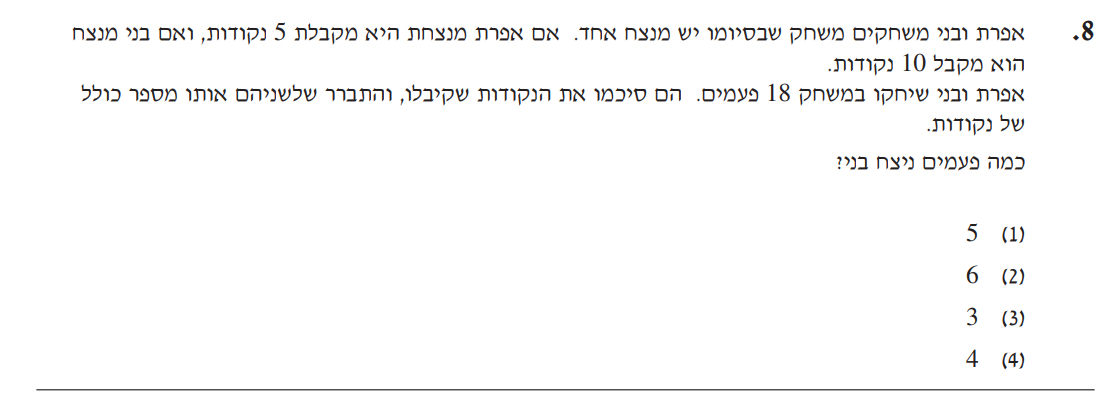 8. אפרת ובני משחקים משחק שבסיומו יש מנצח אחד. אם אפרת מנצחת היא מקבלת 5 נקודות, ואם בני מנצח
הוא מקבל 10 נקודות.
אפרת ובני שיחקו במשחק 18 פעמים. הם סיכמו את הנקודות שקיבלו, והתברר שלשניהם אותו מספר כולל
של נקודות.
כמה פעמים ניצח בני?
(1) 5
(2) 6
(3) 3
(4) 4